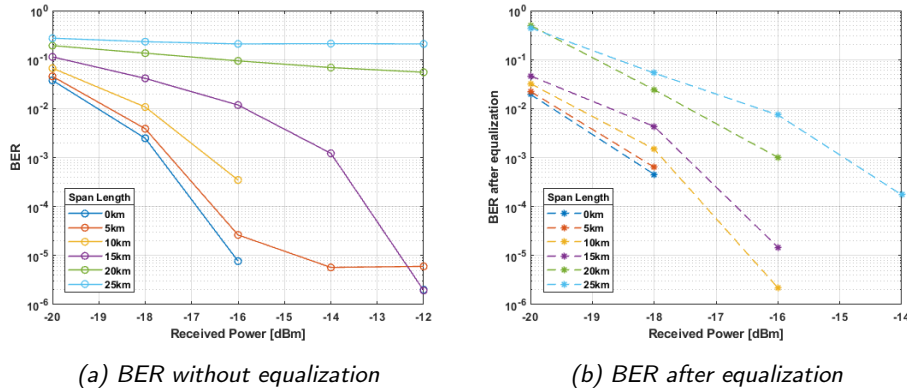 10^0
10^-1
10^-2
10^-3
10^-4
10^-5
10^-6
BER
Span Length
0km
5km
10km
15km
20km
25km
-20 -19 -18 -17 -16 -15 -14 -13 -12
Received Power [dBm]
(a) BER without equalization
10^0
10^-1
10^-2
10^-3
10^-4
10^-5
10^-6
BER after equalization
Span Length
0km
5km
10km
15km
20km
25km
-20 -19 -18 -17 -16 -15 -14
Received Power [dBm]
(b) BER after equalization